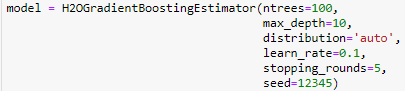 model = H2OGradientBoostingEstimator(ntrees=100,
max_depth=10,
distribution='auto',
learn_rate=0.1,
stopping_rounds=5,
seed=12345)